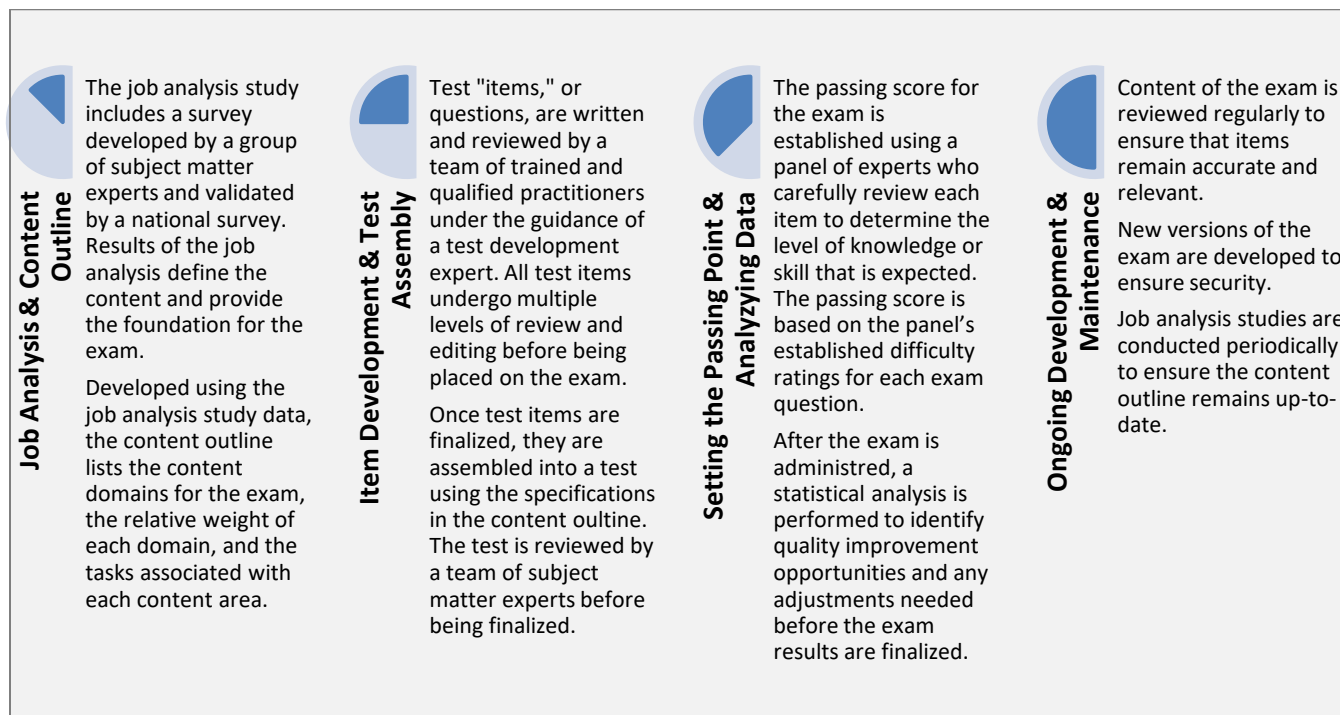 Job Analysis & Content
Outline
The job analysis study
includes a survey
developed by a group
of subject matter
experts and validated
by a national survey.
Results of the job
analysis define the
content and provide
the foundation for the
exam.
Developed using the
job analysis study data,
the content outline
lists the content
domains for the exam,
the relative weight of
each domain, and the
tasks associated with
each content area.
Item Development & Test
Assembly
Test "items," or
questions, are written
and reviewed by a
team of trained and
qualified practitioners
under the guidance of
a test development
expert. All test items
undergo multiple
levels of review and
editing before being
placed on the exam.
Once test items are
finalized, they are
assembled into a test
using the specifications
in the content oultine.
The test is reviewed by
a team of subject
matter experts before
being finalized.
Setting the Passing Point &
Analyzying Data
The passing score for
the exam is
established using a
panel of experts who
carefully review each
item to determine the
level of knowledge or
skill that is expected.
The passing score is
based on the panel’s
established difficulty
ratings for each exam
question.
After the exam is
administred, a
statistical analysis is
performed to identify
quality improvement
opportunities and any
adjustments needed
before the exam
results are finalized.
Ongoing Development &
Maintenance
Content of the exam is
reviewed regularly to
ensure that items
remain accurate and
relevant.
New versions of the
exam are developed to
ensure security.
Job analysis studies are
conducted periodically
to ensure the content
outline remains up-to-
date.